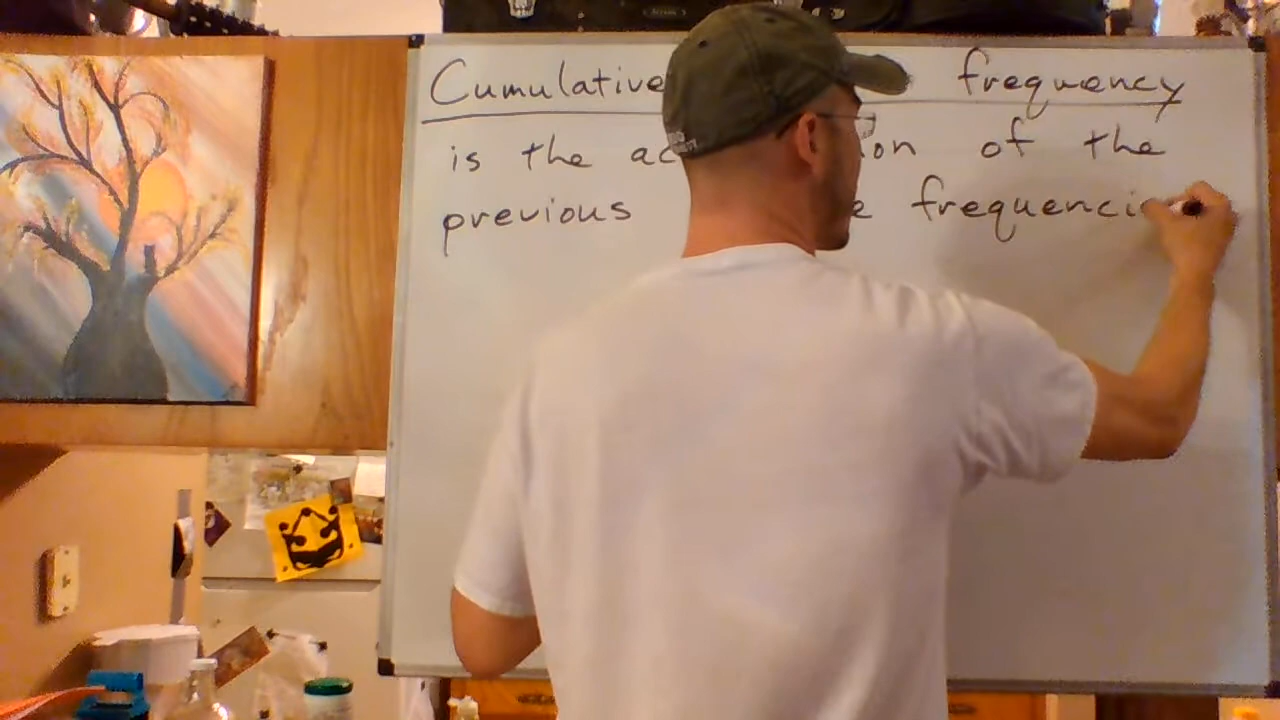 Cumulative frequency
is the of the
previous frequenci